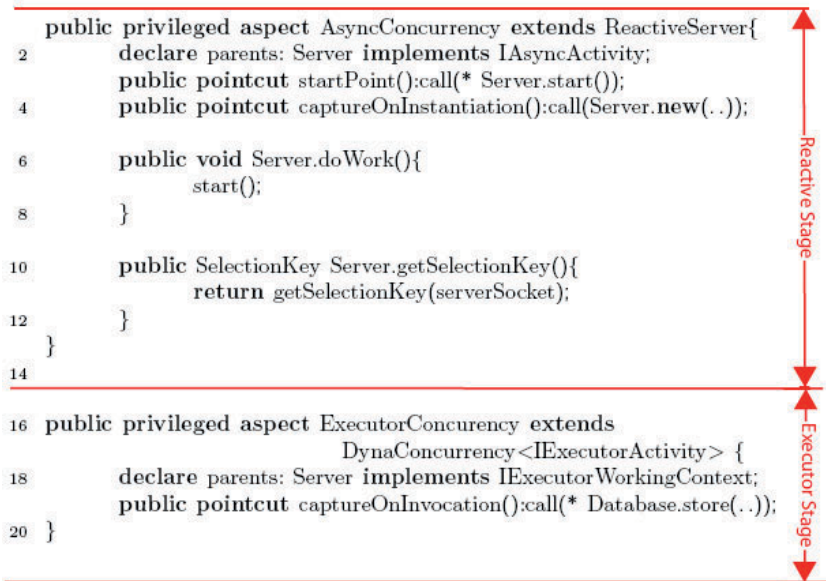 public privileged aspect AsyncConcurrency extends ReactiveServer{
2 declare parents: Server implements IAsyncActivity;
public pointcut startPoint():call(* Server.start());
4 public pointcut captureOnInstantiation():call(Server.new(..));
6 public void Server.doWork(){
start();
8 }
10 public SelectionKey Server.getSelectionKey(){
return getSelectionKey(serverSocket);
12 }
}
14
Reactive Stage
16 public privileged aspect ExecutorConcurency extends
DynaConcurrency<IExecutorActivity> {
18 declare parents: Server implements IExecutorWorkingContext;
public pointcut captureOnInvocation():call(* Database.store(..));
20 }
Executor Stage